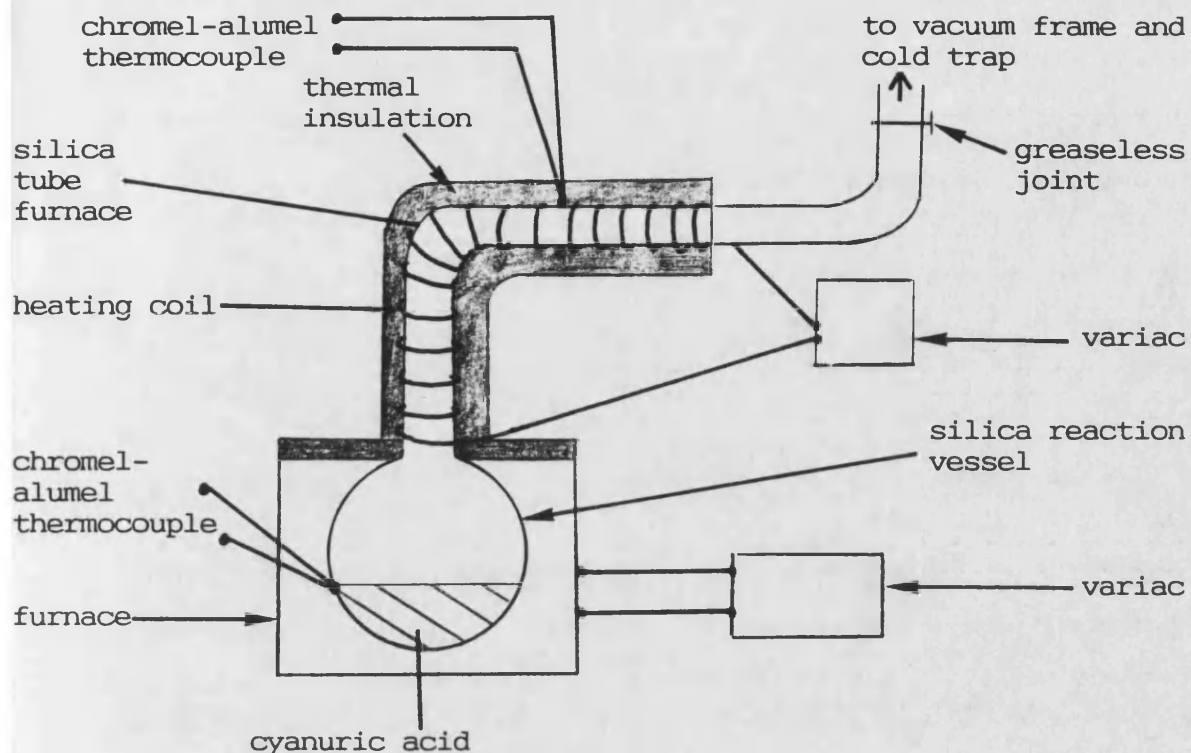 chromel-alumel
thermocouple
to vacuum frame and
cold trap
thermal
insulation
silica
tube
furnace
greaseless
joint
heating coil
variac
silica reaction
vessel
chromel-
alumel
thermocouple
furnace
variac
cyanuric acid